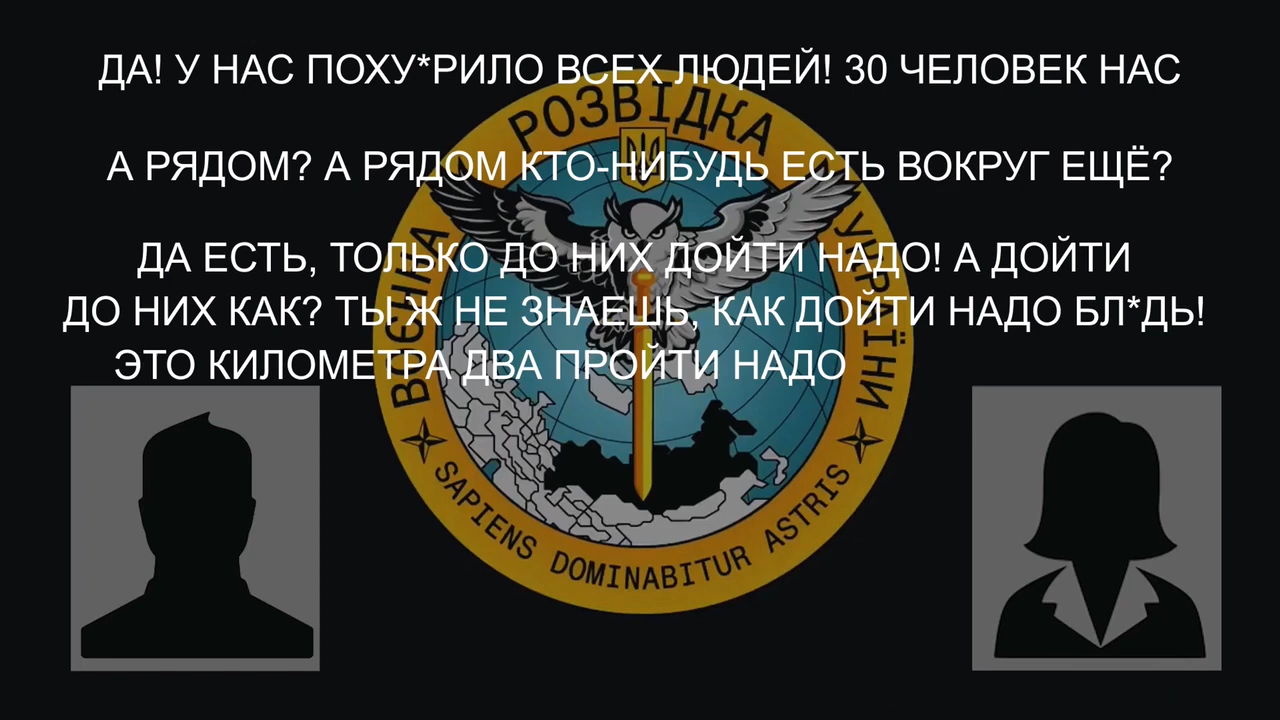 ДА! У НАС ПОХУ*РИЛО ВСЕХ ЛЮДЕЙ! 30 ЧЕЛОВЕК НАС
РОЗВІДКА
А РЯДОМ? А РЯДОМ КТО-НИБУДЬ ЕСТЬ ВОКРУГ ЕЩЁ?
ДА ЕСТЬ, ТОЛЬКО ДО НИХ ДОЙТИ НАДО! А ДОЙТИ
ДО НИХ КАК? ТЫ Ж НЕ ЗНАЕШЬ, КАК ДОЙТИ НАДО БЛ*ДЬ!
ЭТО КИЛОМЕТРА ДВА ПРОЙТИ НАДО
ВОЄННА
УКРАЇНИ
SAPIENS DOMINABITUR ASTRIS